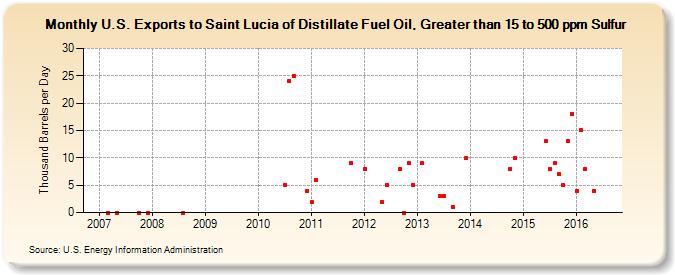 Monthly U.S. Exports to Saint Lucia of Distillate Fuel Oil, Greater than 15 to 500 ppm Sulfur
Thousand Barrels per Day
30
25
20
15
10
5
0
2007 2008 2009 2010 2011 2012 2013 2014 2015 2016
Source: U.S. Energy Information Administration